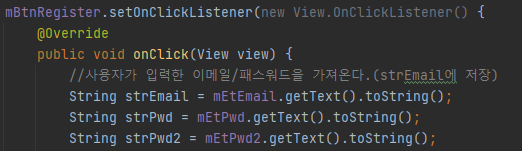 mBtnRegister.setOnClickListener(new View.OnClickListener() {
@Override
public void onClick(View view) {
//사용자가 입력한 이메일/패스워드을 가져온다.(strEmail에 저장)
String strEmail = mEtEmail.getText().toString();
String strPwd = mEtPwd.getText().toString();
String strPwd2 = mEtPwd2.getText().toString();